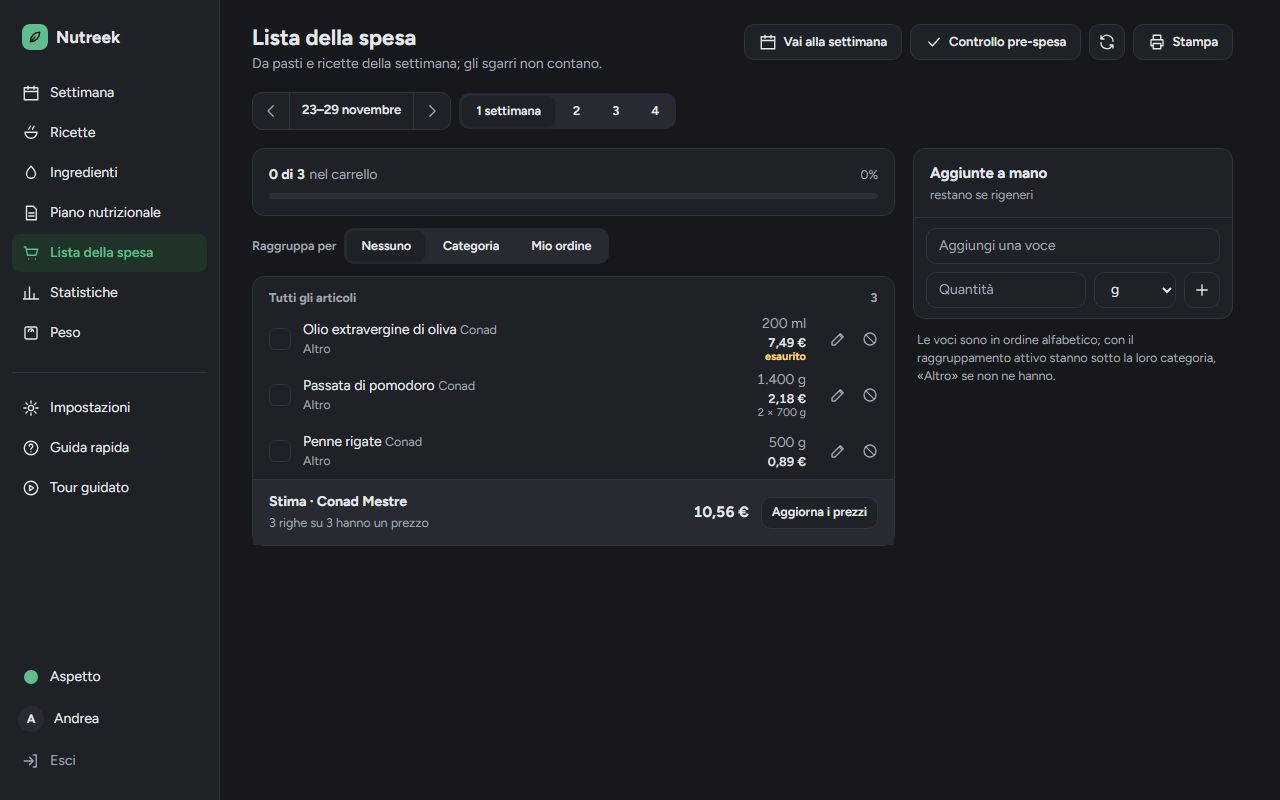 Nutreek
Settimana
Ricette
Ingredienti
Piano nutrizionale
Lista della spesa
Statistiche
Peso
Impostazioni
Guida rapida
Tour guidato
Aspetto
A Andrea
Esci
Lista della spesa
Da pasti e ricette della settimana; gli sgarri non contano.
Vai alla settimana
Controllo pre-spesa
Stampa
23–29 novembre
1 settimana 2 3 4
0 di 3 nel carrello 0%
Raggruppa per Nessuno Categoria Mio ordine
Tutti gli articoli 3
Olio extravergine di oliva Conad
Altro
200 ml
7,49 €
esaurito
Passata di pomodoro Conad
Altro
1.400 g
2,18 €
2 × 700 g
Penne rigate Conad
Altro
500 g
0,89 €
Stima · Conad Mestre
3 righe su 3 hanno un prezzo
10,56 €
Aggiorna i prezzi
Aggiunte a mano
restano se rigeneri
Aggiungi una voce
Quantità
g
Le voci sono in ordine alfabetico; con il
raggruppamento attivo stanno sotto la loro categoria,
«Altro» se non ne hanno.